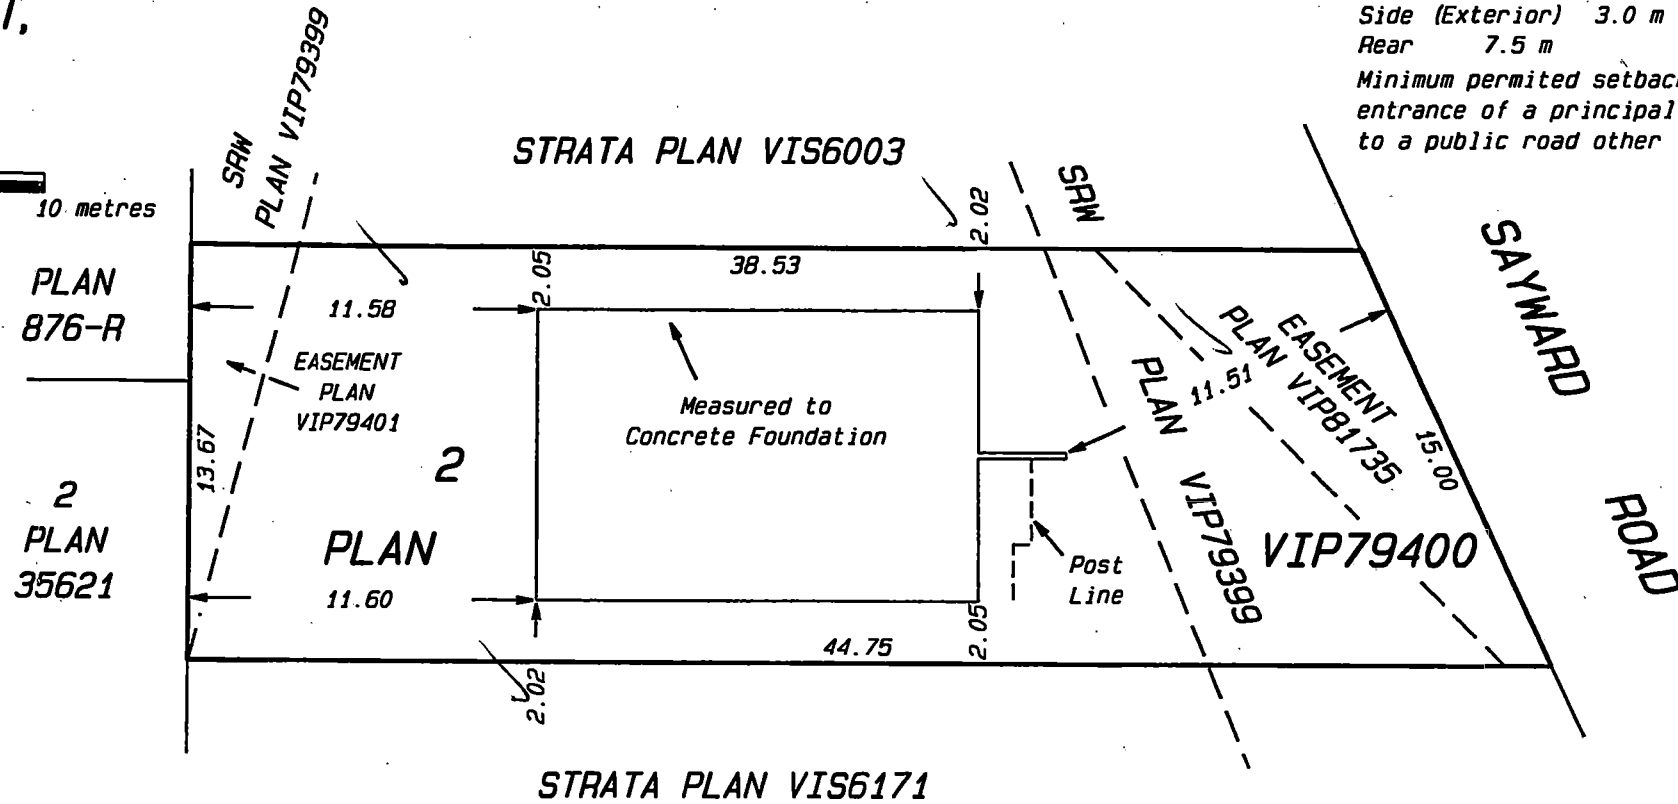 Side (Exterior) 3.0 m
Rear 7.5 m
Minimum permited setbac
entrance of a principal
to a public road other
10 metres
SRW
PLAN VIP79399
STRATA PLAN VIS6003
2.02
SRW
PLAN
VIP79399
SAYWARD
ROAD
PLAN
876-R
11.58
2.05
38.53
EASEMENT
PLAN
VIP79401
Measured to
Concrete Foundation
11.51
EASEMENT
PLAN VIP81735
15.00
13.67
2
PLAN
VIP79400
2
PLAN
35621
11.60
Post
Line
2.05
44.75
2.02
STRATA PLAN VIS6171